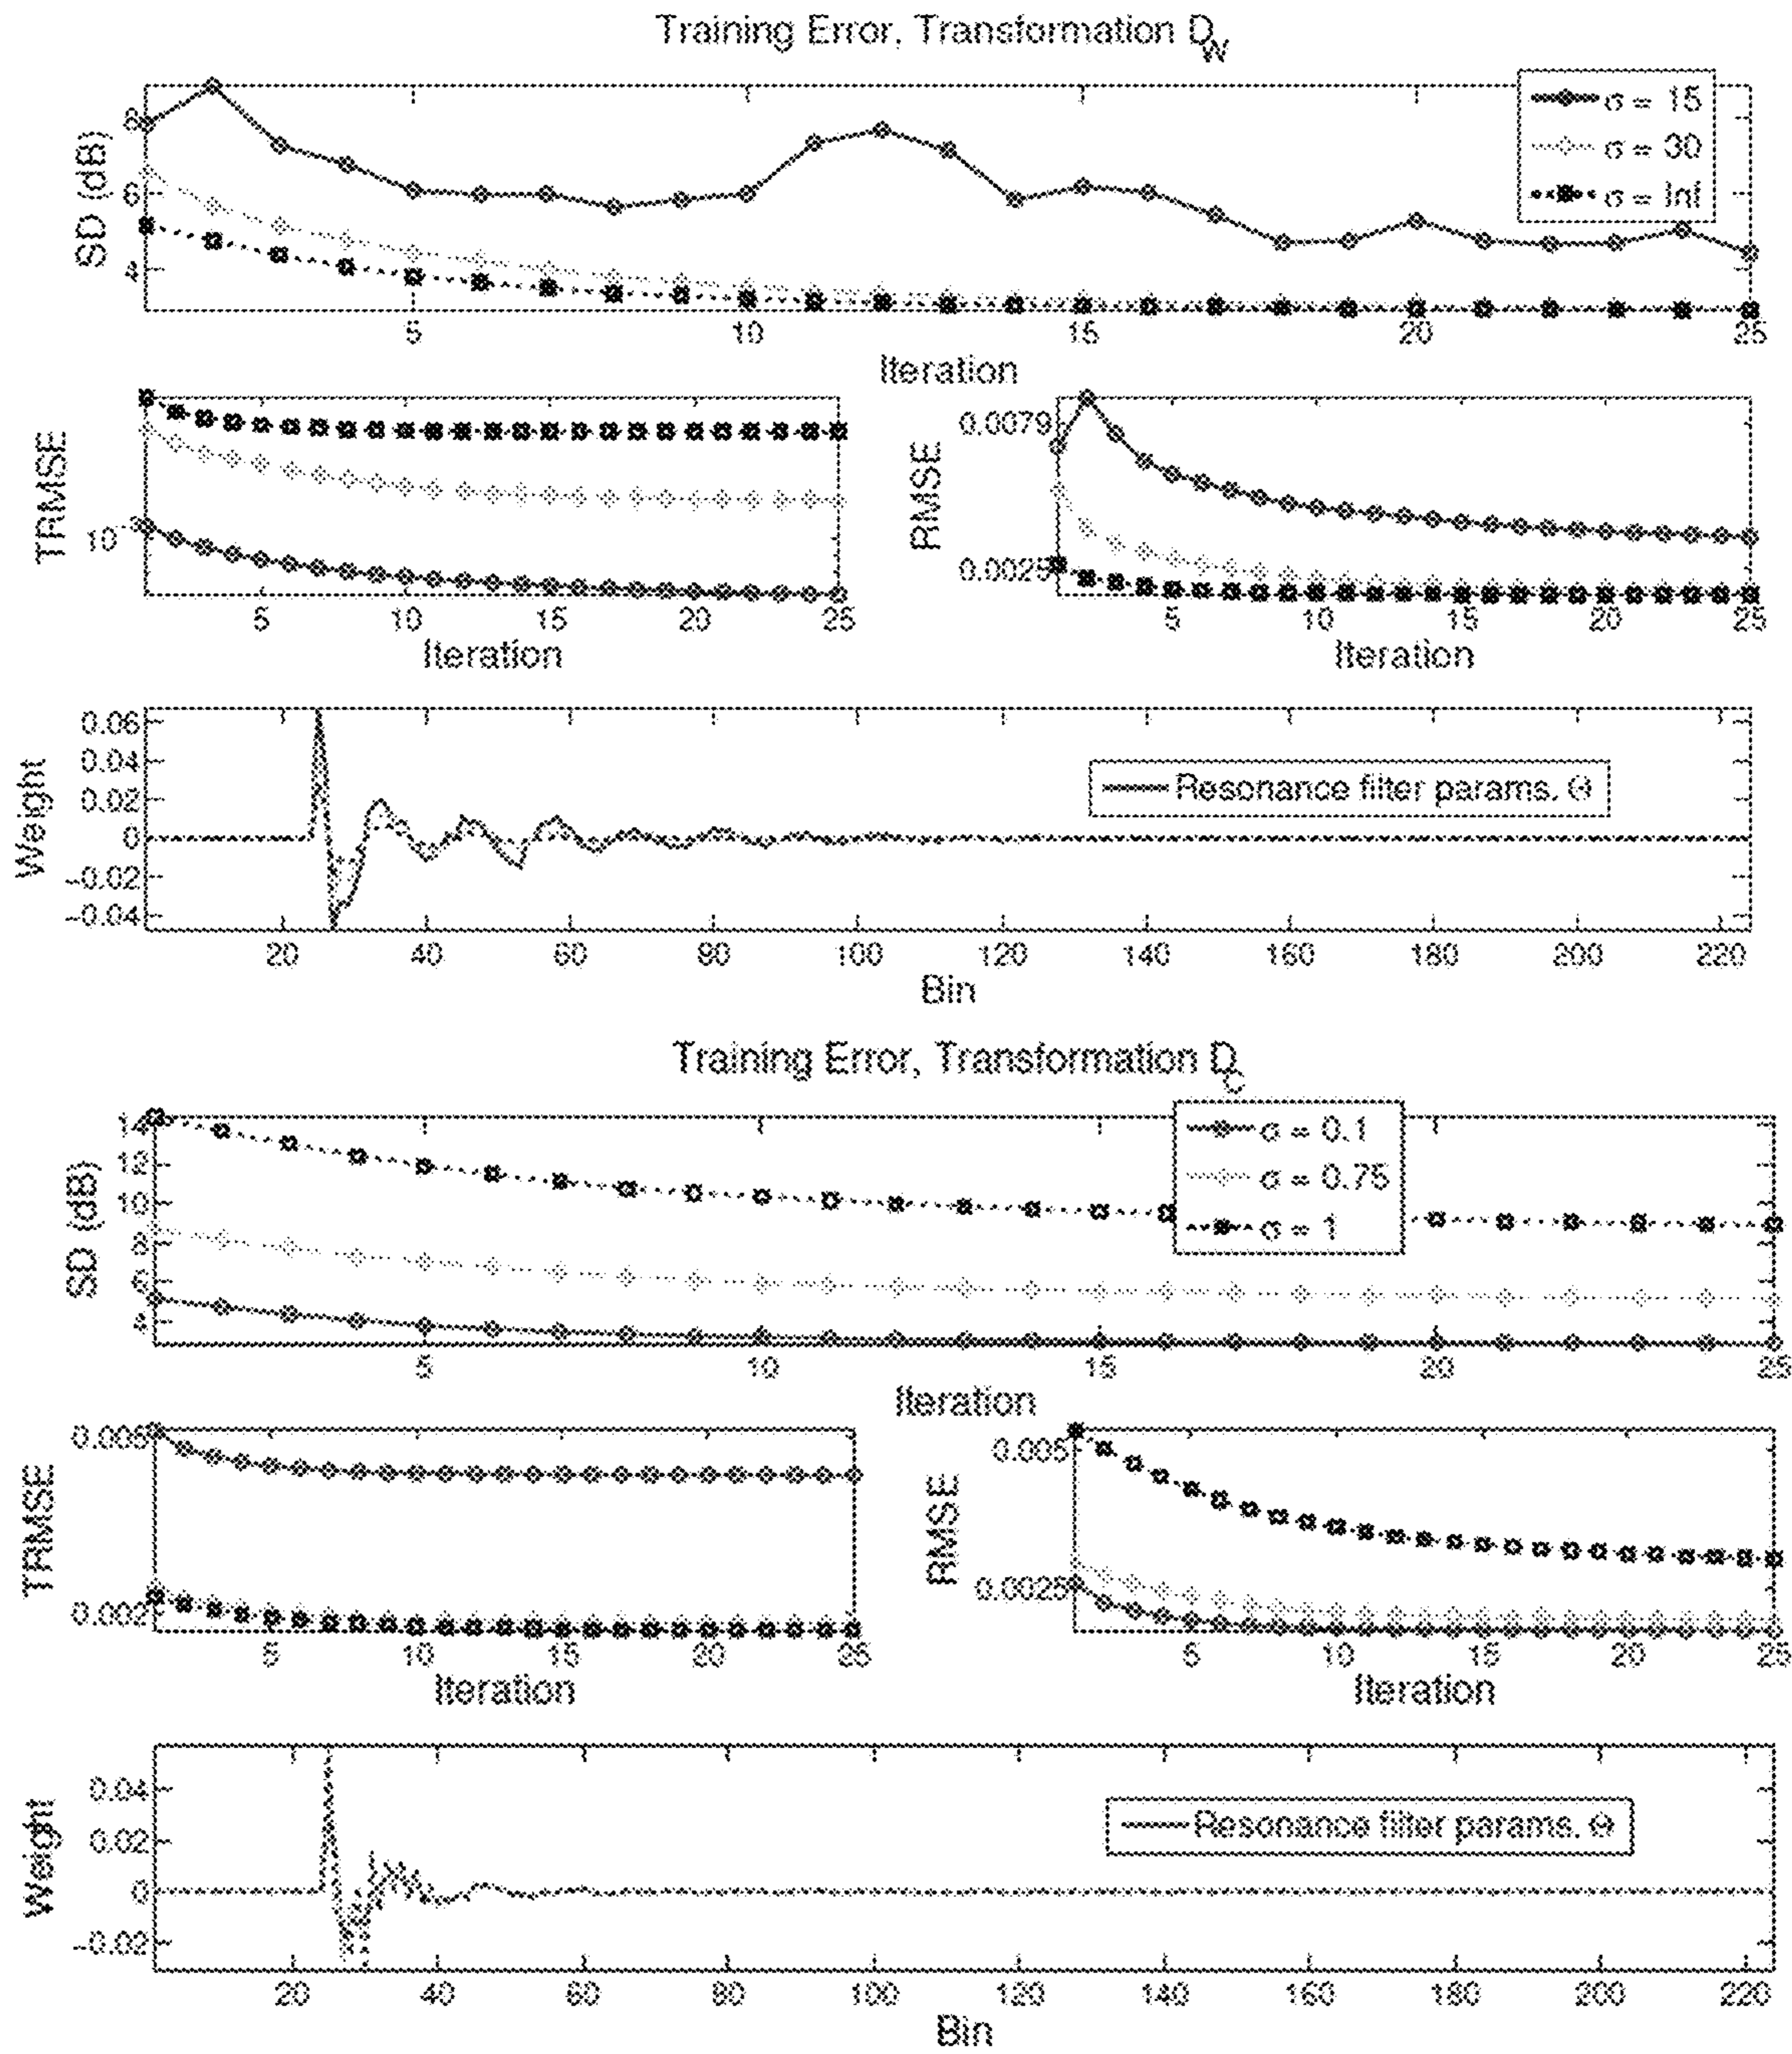 Training Error, Transformation D_W
SD (dB)
8
6
4
σ = 15
σ = 30
σ = Inf
5 10 15 20 25
Iteration
TRMSE
10^-3
5 10 15 20 25
Iteration
RMSE
0.0079
0.0025
5 10 15 20 25
Iteration
Weight
0.06
0.04
0.02
0
-0.02
-0.04
Resonance filter params. Θ
20 40 60 80 100 120 140 160 180 200 220
Bin
Training Error, Transformation D_C
SD (dB)
14
12
10
8
6
4
σ = 0.1
σ = 0.75
σ = 1
5 10 15 20 25
Iteration
TRMSE
0.002
5 10 15 20 25
Iteration
RMSE
0.005
0.0025
5 10 15 20 25
Iteration
Weight
0.04
0.02
0
-0.02
Resonance filter params. Θ
20 40 60 80 100 120 140 160 180 200 220
Bin